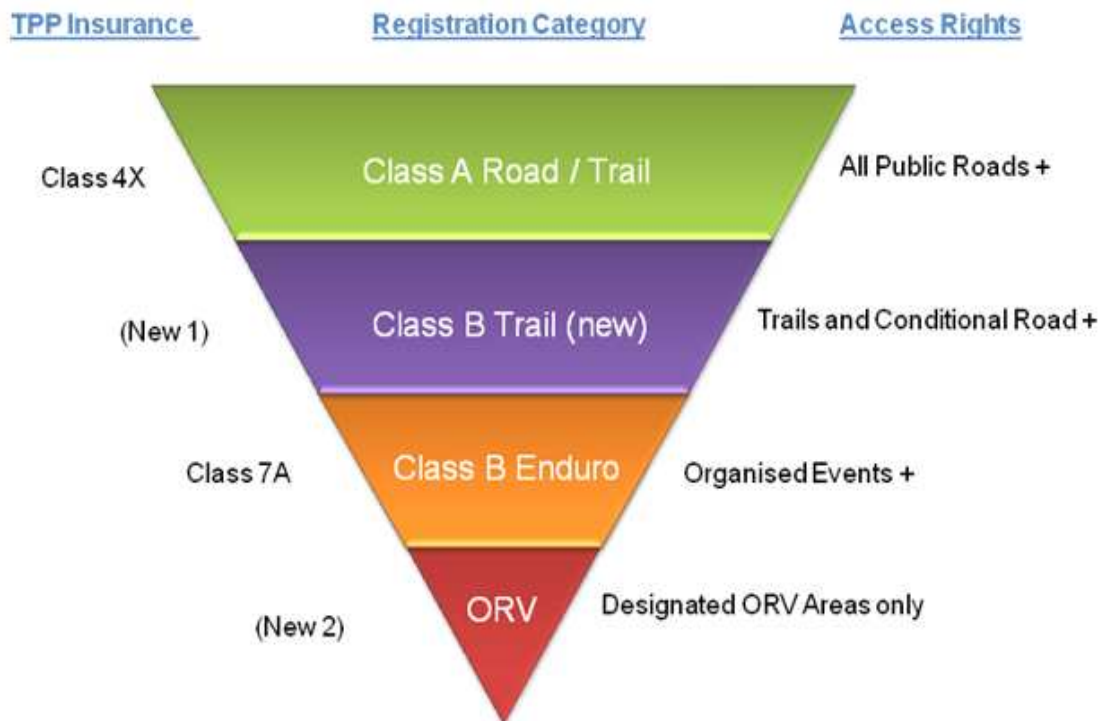 TPP Insurance Registration Category Access Rights
Class 4X Class A Road / Trail All Public Roads +
(New 1) Class B Trail (new) Trails and Conditional Road +
Class 7A Class B Enduro Organised Events +
(New 2) ORV Designated ORV Areas only